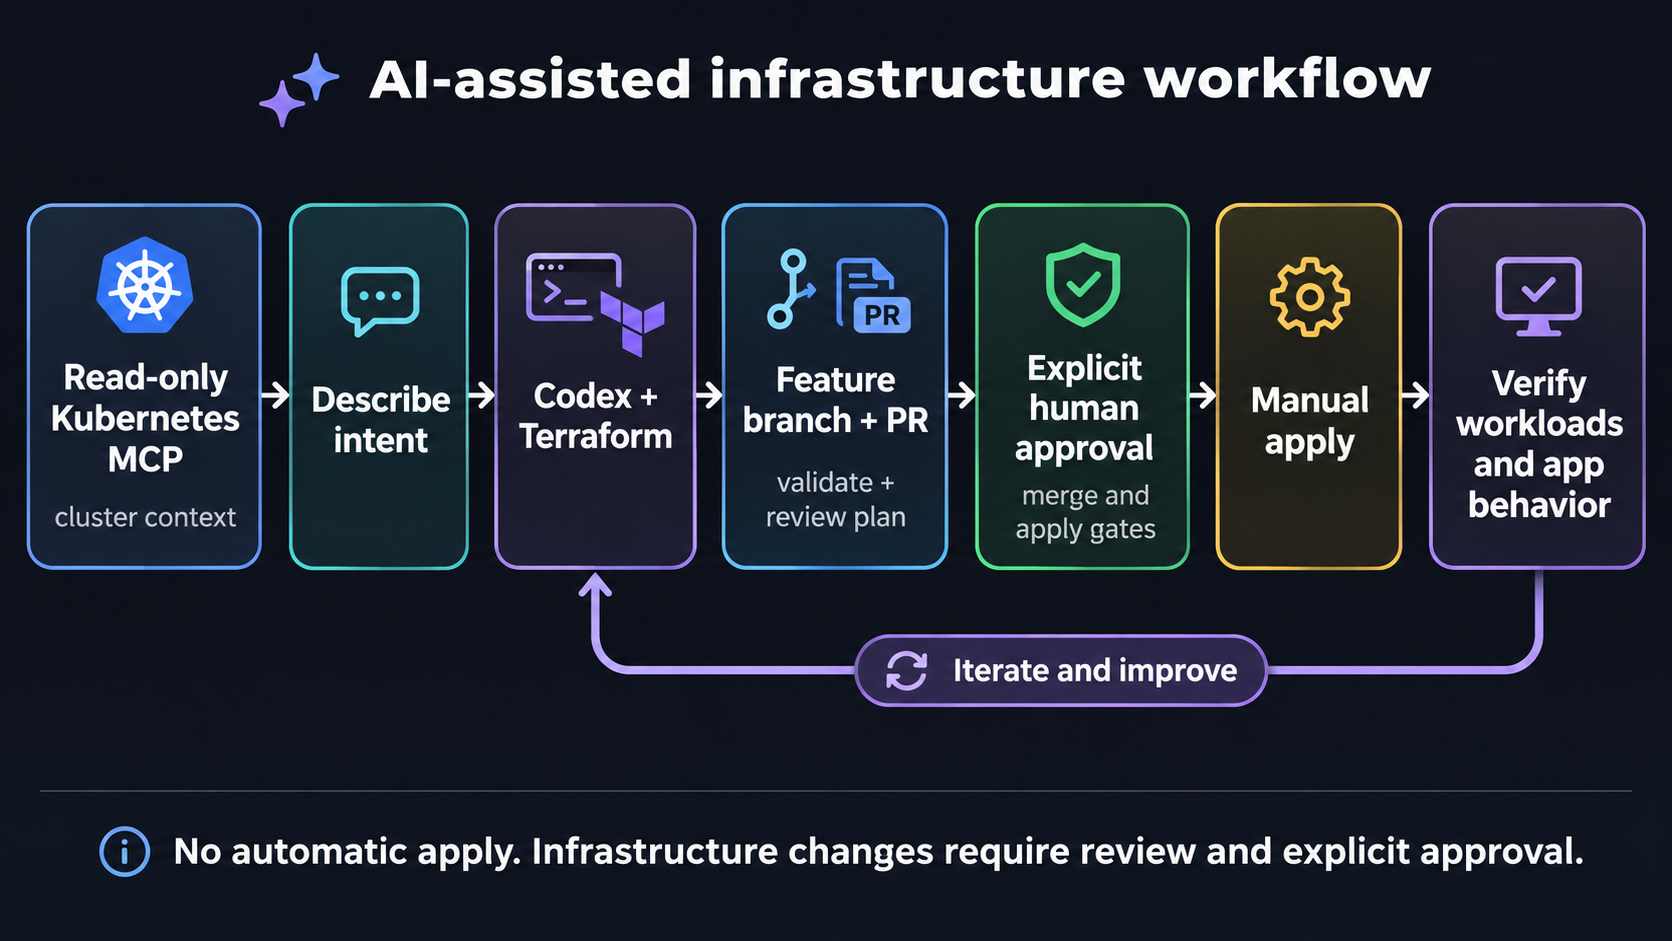 AI-assisted infrastructure workflow
Read-only
Kubernetes
MCP
cluster context
Describe
intent
Codex +
Terraform
PR
Feature
branch + PR
validate +
review plan
Explicit
human
approval
merge and
apply gates
Manual
apply
Verify
workloads
and app
behavior
Iterate and improve
No automatic apply. Infrastructure changes require review and explicit approval.